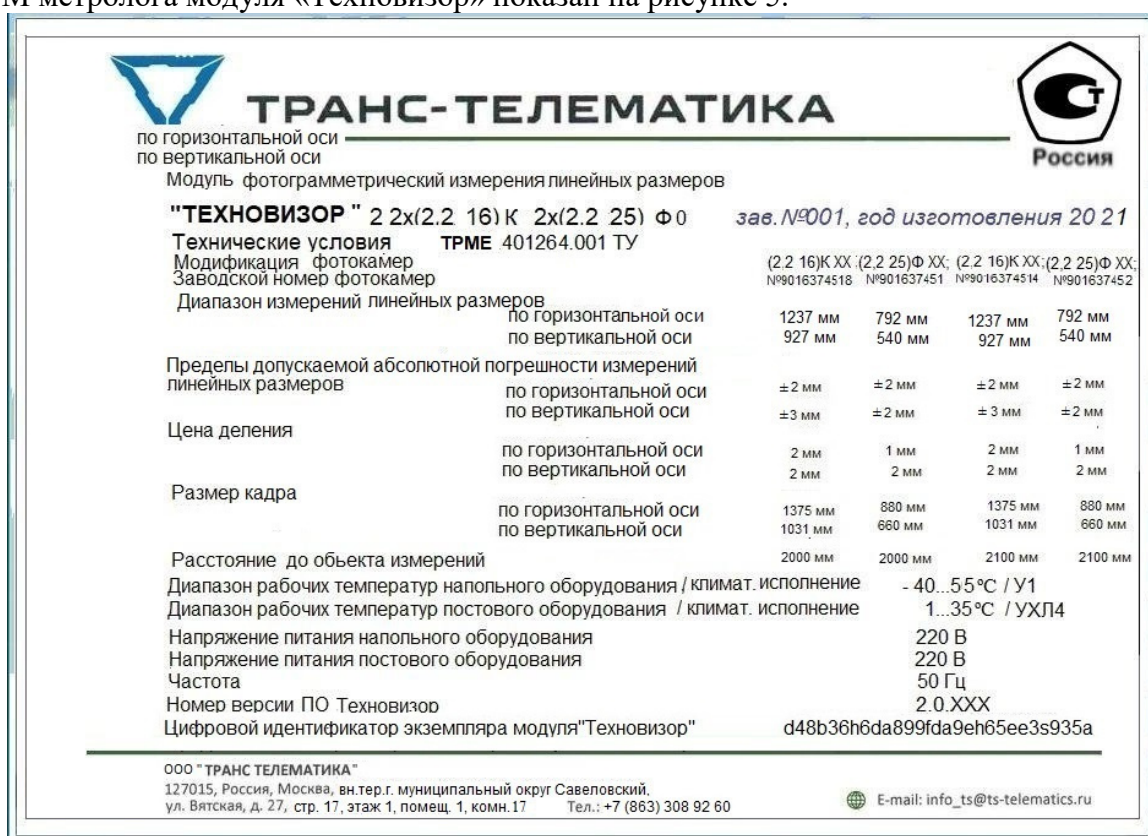 М метролога модуля «Техновизор» показан на рисунке 5.
ТРАНС-ТЕЛЕМАТИКА
Россия
по горизонтальной оси
по вертикальной оси
Модуль фотограмметрический измерения линейных размеров
"ТЕХНОВИЗОР " 2 2х(2.2 16) К 2х(2.2 25) Ф 0 зав.№001, год изготовления 20 21
Технические условия ТРМЕ 401264.001 ТУ
Модификация фотокамер (2,2 16)К ХХ ;(2,2 25)Ф ХХ; (2,2 16)К ХХ;(2,2 25)Ф ХХ;
Заводской номер фотокамер №9016374518 №901637451 №9016374514 №901637452
Диапазон измерений линейных размеров
по горизонтальной оси 1237 мм 792 мм 1237 мм 792 мм
по вертикальной оси 927 мм 540 мм 927 мм 540 мм
Пределы допускаемой абсолютной погрешности измерений
линейных размеров
по горизонтальной оси ±2 мм ±2 мм ±2 мм ±2 мм
по вертикальной оси ±3 мм ±2 мм ± 3 мм ±2 мм
Цена деления
по горизонтальной оси 2 мм 1 мм 2 мм 1 мм
по вертикальной оси 2 мм 2 мм 2 мм 2 мм
Размер кадра
по горизонтальной оси 1375 мм 880 мм 1375 мм 880 мм
по вертикальной оси 1031 мм 660 мм 1031 мм 660 мм
Расстояние до обьекта измерений 2000 мм 2000 мм 2100 мм 2100 мм
Диапазон рабочих температур напольного оборудования / климат. исполнение - 40...55°С / У1
Диапазон рабочих температур постового оборудования / климат. исполнение 1...35°С / УХЛ4
Напряжение питания напольного оборудования 220 В
Напряжение питания постового оборудования 220 В
Частота 50 Гц
Номер версии ПО Техновизор 2.0.ХХХ
Цифровой идентификатор экземпляра модуля"Техновизор" d48b36h6da899fda9eh65ee3s935a
ООО "ТРАНС ТЕЛЕМАТИКА"
127015, Россия, Москва, вн.тер.г. муниципальный округ Савеловский,
ул. Вятская, д. 27, стр. 17, этаж 1, помещ. 1, комн.17 Тел.: +7 (863) 308 92 60
E-mail: info_ts@ts-telematics.ru